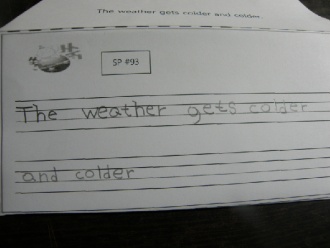 The weather gets colder and colder.
SP #93
The weather gets colder
and colder